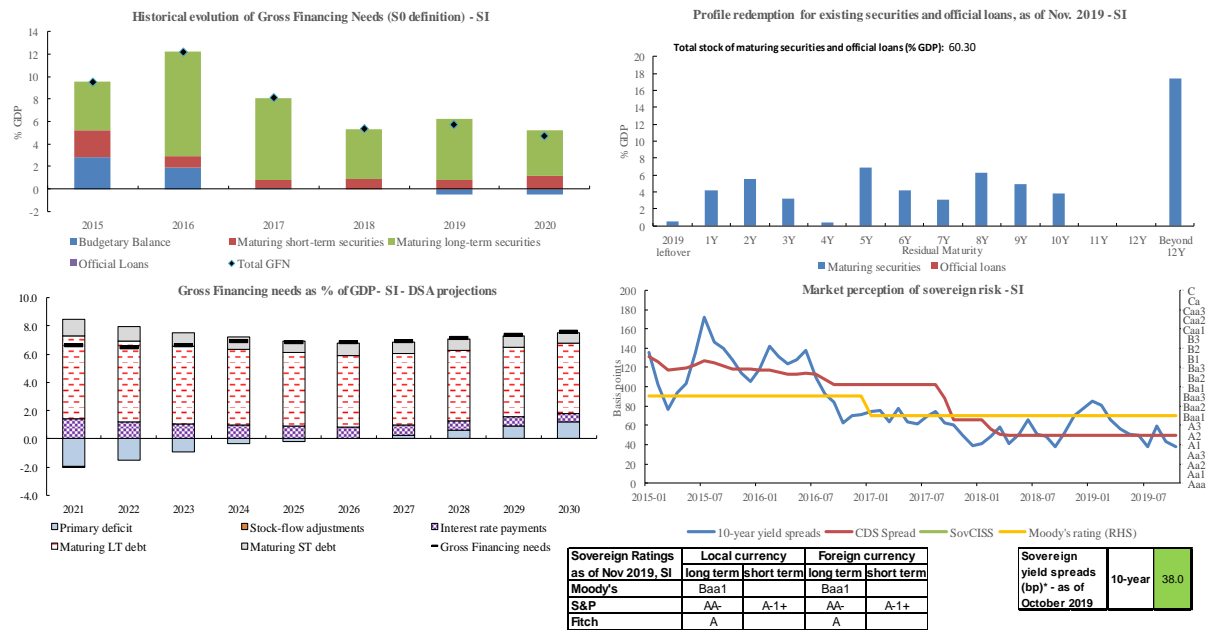 Historical evolution of Gross Financing Needs (S0 definition) - SI
14
12
10
8
6
4
2
0
-2
% GDP
2015
2016
2017
2018
2019
2020
Budgetary Balance
Maturing short-term securities
Maturing long-term securities
Official Loans
Total GFN
Profile redemption for existing securities and official loans, as of Nov. 2019 - SI
Total stock of maturing securities and official loans (% GDP): 60.30
20
18
16
14
12
10
8
6
4
2
0
% GDP
2019 leftover
1Y
2Y
3Y
4Y
5Y
6Y
7Y
8Y
9Y
10Y
11Y
12Y
Beyond 12Y
Residual Maturity
Maturing securities
Official loans
Gross Financing needs as % of GDP - SI - DSA projections
10.0
8.0
6.0
4.0
2.0
0.0
-2.0
-4.0
2021
2022
2023
2024
2025
2026
2027
2028
2029
2030
Primary deficit
Stock-flow adjustments
Interest rate payments
Maturing LT debt
Maturing ST debt
Gross Financing needs
Market perception of sovereign risk - SI
200
180
160
140
120
100
80
60
40
20
0
Basis points
C
Ca
Caa3
Caa2
Caa1
B3
B2
B1
Ba3
Ba2
Ba1
Baa3
Baa2
Baa1
A3
A2
A1
Aa3
Aa2
Aa1
Aaa
2015-01
2015-07
2016-01
2016-07
2017-01
2017-07
2018-01
2018-07
2019-01
2019-07
10-year yield spreads
CDS Spread
SovCISS
Moody's rating (RHS)
Sovereign Ratings as of Nov 2019, SI
Local currency
Foreign currency
long term short term long term short term
Moody's Baa1 Baa1
S&P AA- A-1+ AA- A-1+
Fitch A A
Sovereign
yield spreads
(bp)* - as of
October 2019
10-year
38.0